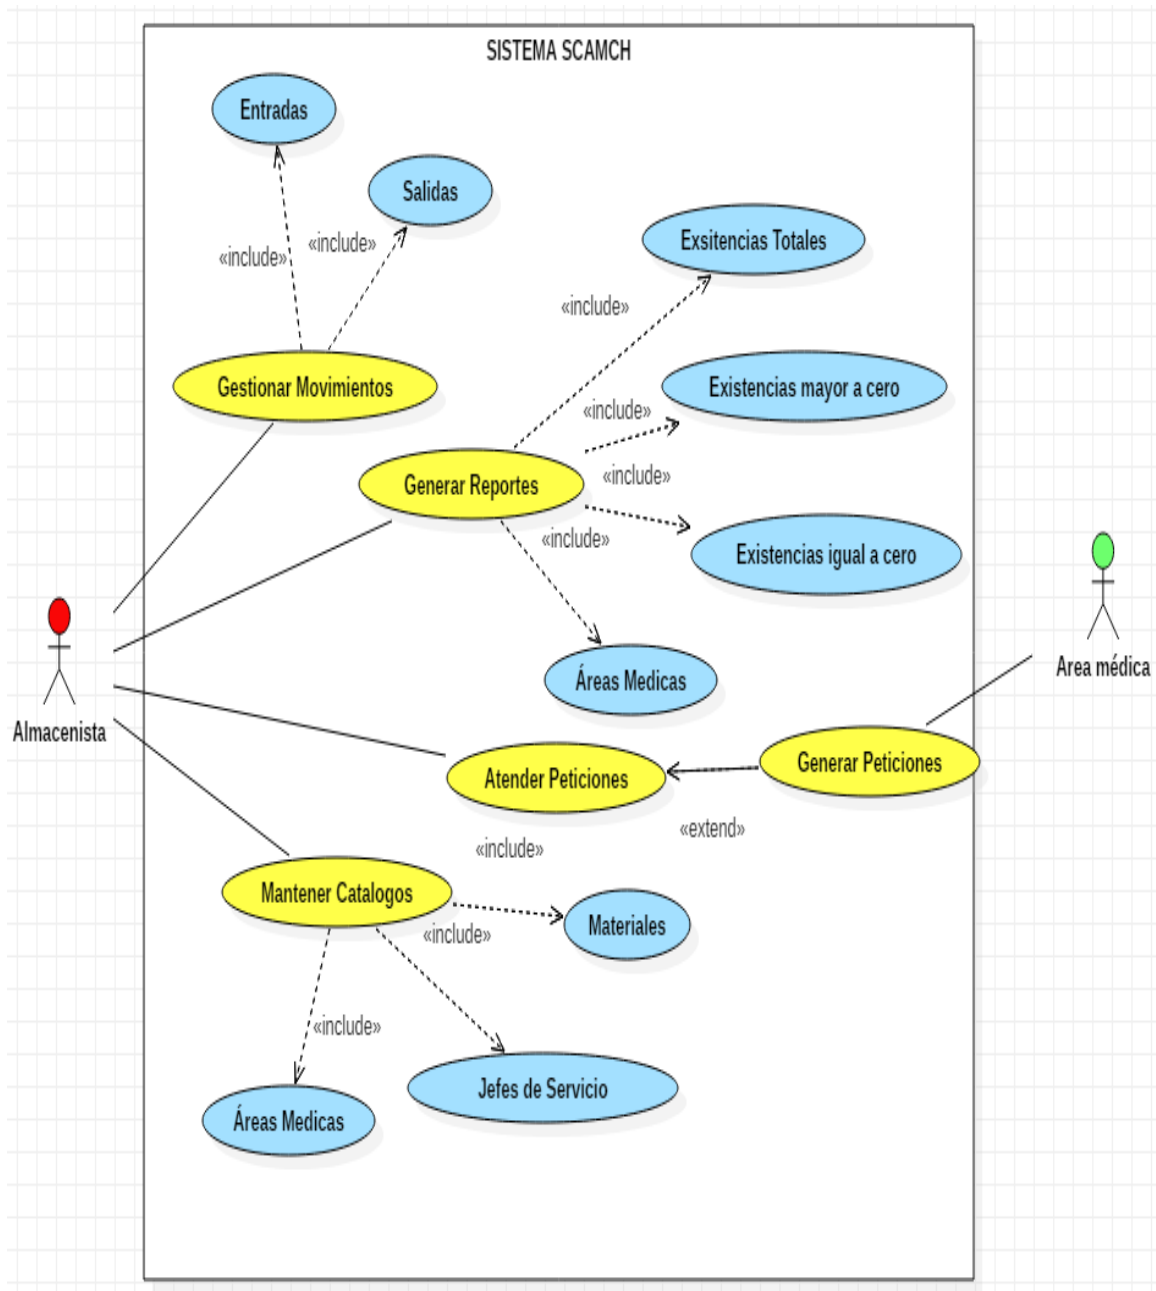 SISTEMA SCAMCH
Entradas
Salidas
«include»
«include»
Exsitencias Totales
«include»
Gestionar Movimientos
Existencias mayor a cero
«include»
Generar Reportes
«include»
«include»
Existencias igual a cero
Áreas Medicas
Almacenista
Area médica
Atender Peticiones
Generar Peticiones
«extend»
«include»
Mantener Catalogos
Materiales
«include»
«include»
Jefes de Servicio
Áreas Medicas